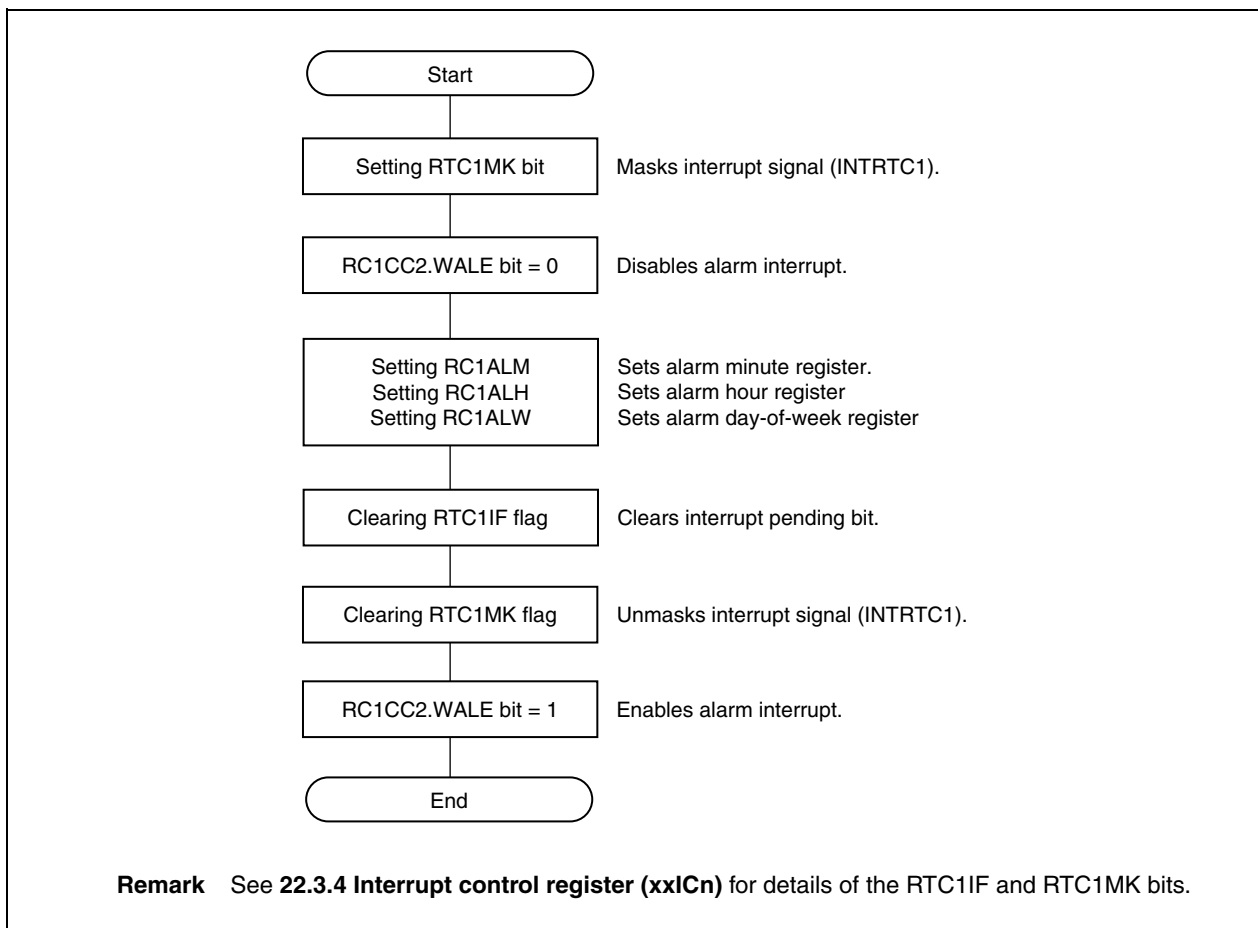 Start
Setting RTC1MK bit Masks interrupt signal (INTRTC1).
RC1CC2.WALE bit = 0 Disables alarm interrupt.
Setting RC1ALM Sets alarm minute register.
Setting RC1ALH Sets alarm hour register
Setting RC1ALW Sets alarm day-of-week register
Clearing RTC1IF flag Clears interrupt pending bit.
Clearing RTC1MK flag Unmasks interrupt signal (INTRTC1).
RC1CC2.WALE bit = 1 Enables alarm interrupt.
End
Remark See 22.3.4 Interrupt control register (xxICn) for details of the RTC1IF and RTC1MK bits.